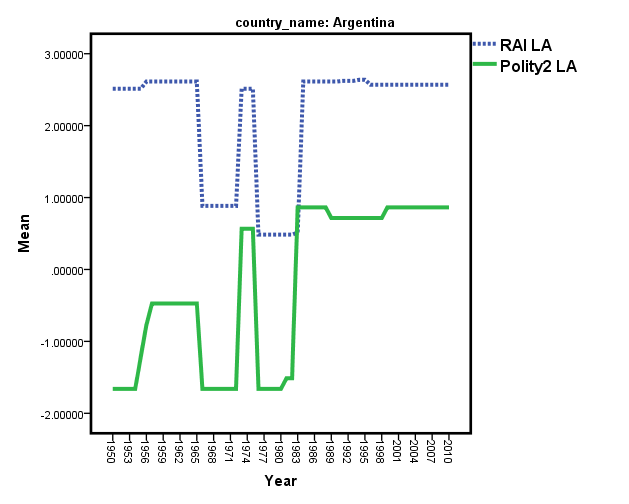 country_name: Argentina
RAI LA
Polity2 LA
3.00000
2.00000
1.00000
.00000
-1.00000
-2.00000
Mean
1950 1953 1956 1959 1962 1965 1968 1971 1974 1977 1980 1983 1986 1989 1992 1995 1998 2001 2004 2007 2010
Year